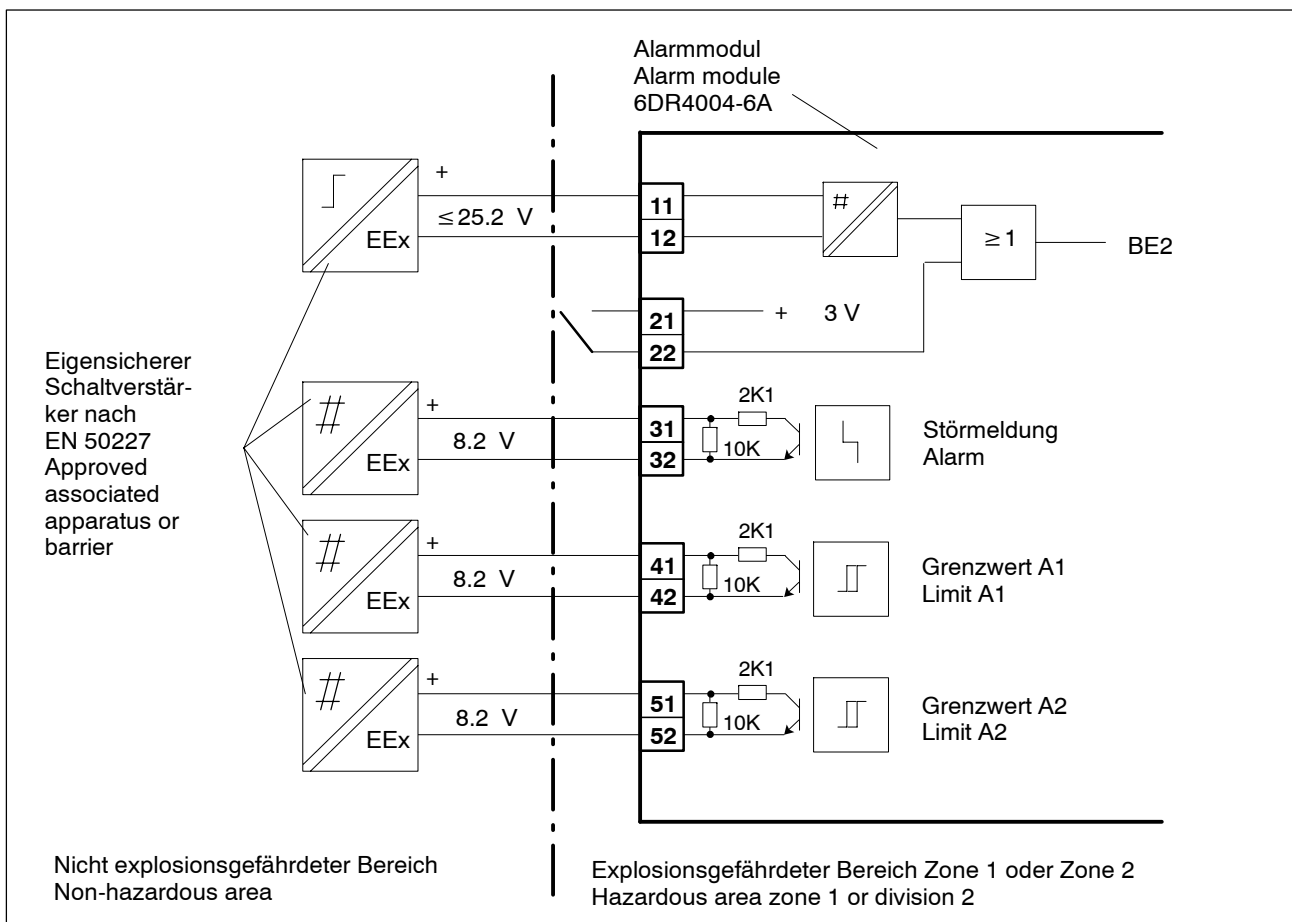 Alarmmodul
Alarm module
6DR4004-6A
+
≤25.2 V
EEx
11
12
#
≥1
BE2
21
22
+ 3 V
Eigensicherer
Schaltverstär-
ker nach
EN 50227
Approved
associated
apparatus or
barrier
#
+
8.2 V
EEx
31
32
2K1
10K
Störmeldung
Alarm
#
+
8.2 V
EEx
41
42
2K1
10K
Grenzwert A1
Limit A1
#
+
8.2 V
EEx
51
52
2K1
10K
Grenzwert A2
Limit A2
Nicht explosionsgefährdeter Bereich
Non-hazardous area
Explosionsgefährdeter Bereich Zone 1 oder Zone 2
Hazardous area zone 1 or division 2